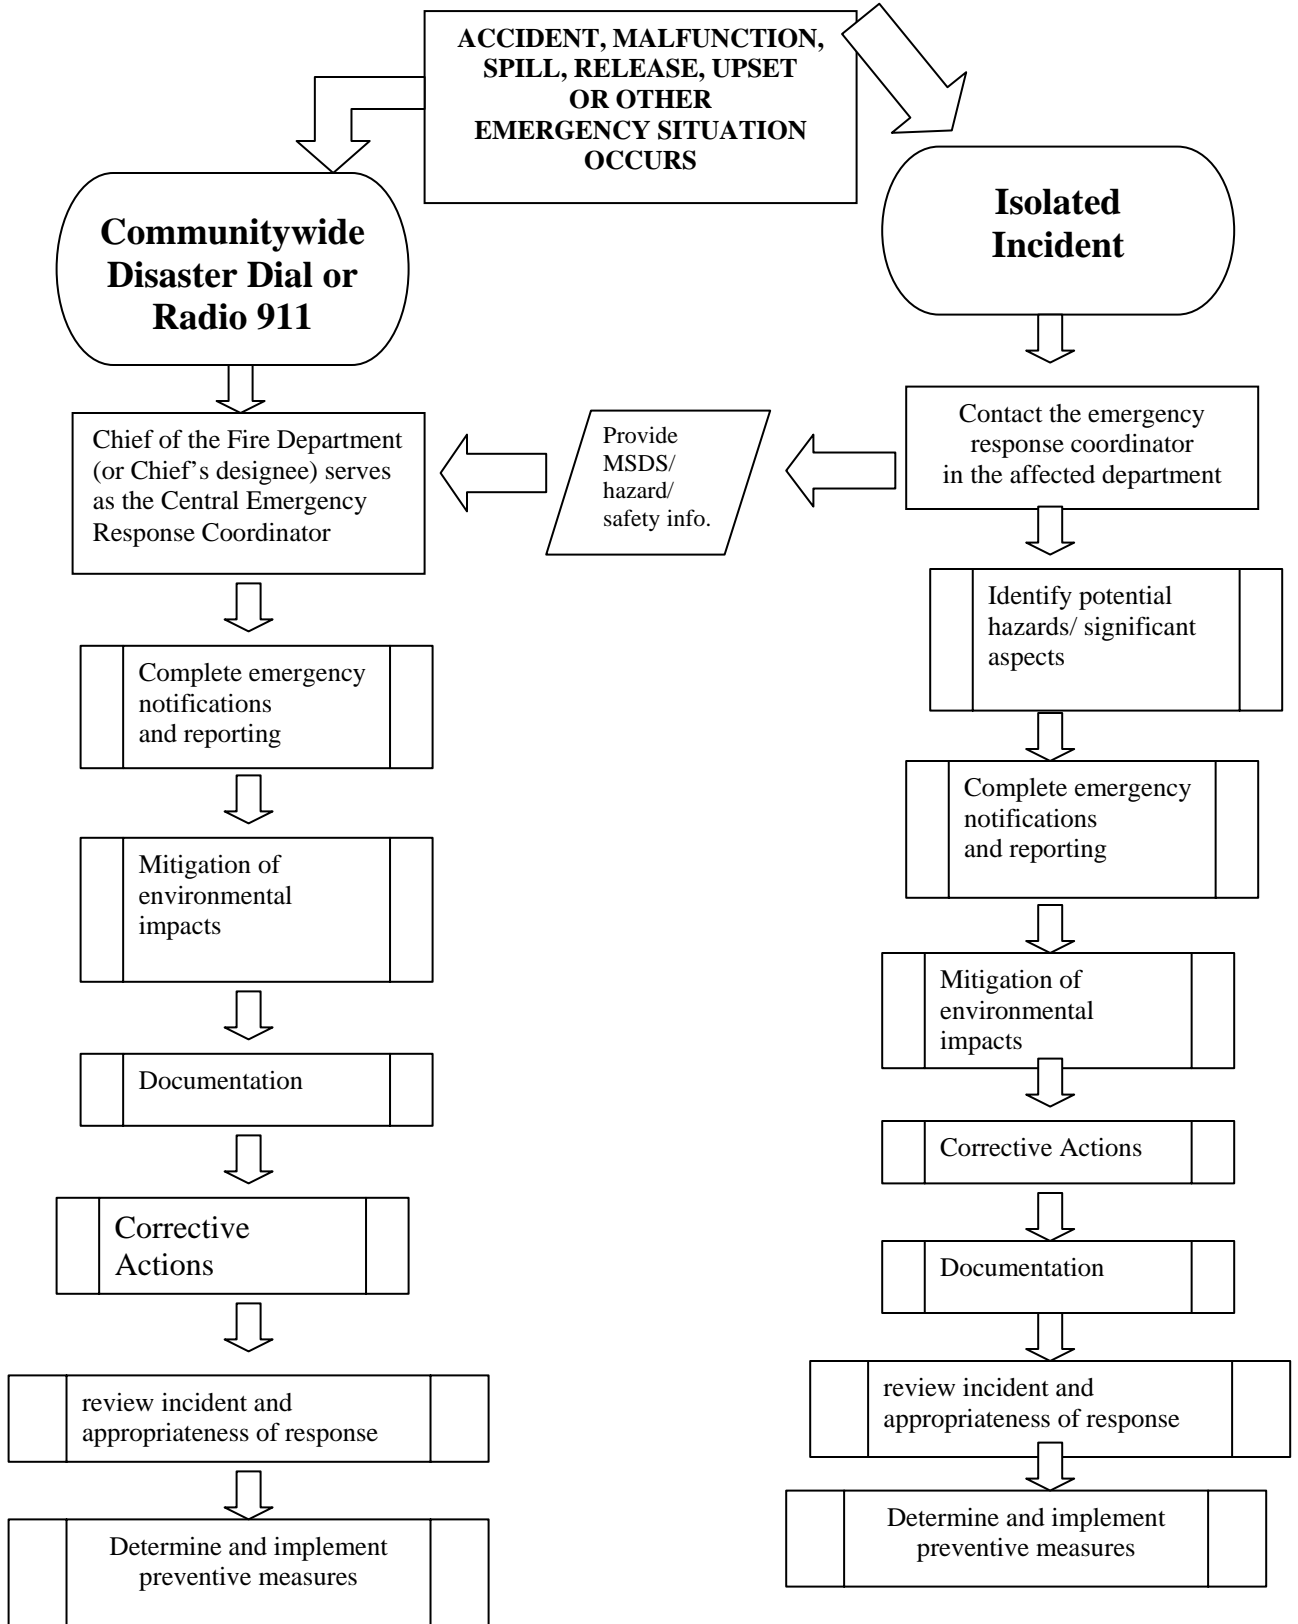 ACCIDENT, MALFUNCTION,
SPILL, RELEASE, UPSET
OR OTHER
EMERGENCY SITUATION
OCCURS
Communitywide
Disaster Dial or
Radio 911
Chief of the Fire Department
(or Chief's designee) serves
as the Central Emergency
Response Coordinator
Complete emergency
notifications
and reporting
Mitigation of
environmental
impacts
Documentation
Corrective
Actions
review incident and
appropriateness of response
Determine and implement
preventive measures
Provide
MSDS/
hazard/
safety info.
Isolated
Incident
Contact the emergency
response coordinator
in the affected department
Identify potential
hazards/ significant
aspects
Complete emergency
notifications
and reporting
Mitigation of
environmental
impacts
Corrective Actions
Documentation
review incident and
appropriateness of response
Determine and implement
preventive measures